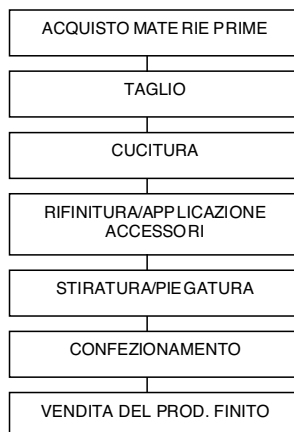 ACQUISTO MATERIE PRIME
TAGLIO
CUCITURA
RIFINITURA/APPLICAZIONE
ACCESSORI
STIRATURA/PIEGATURA
CONFEZIONAMENTO
VENDITA DEL PROD. FINITO